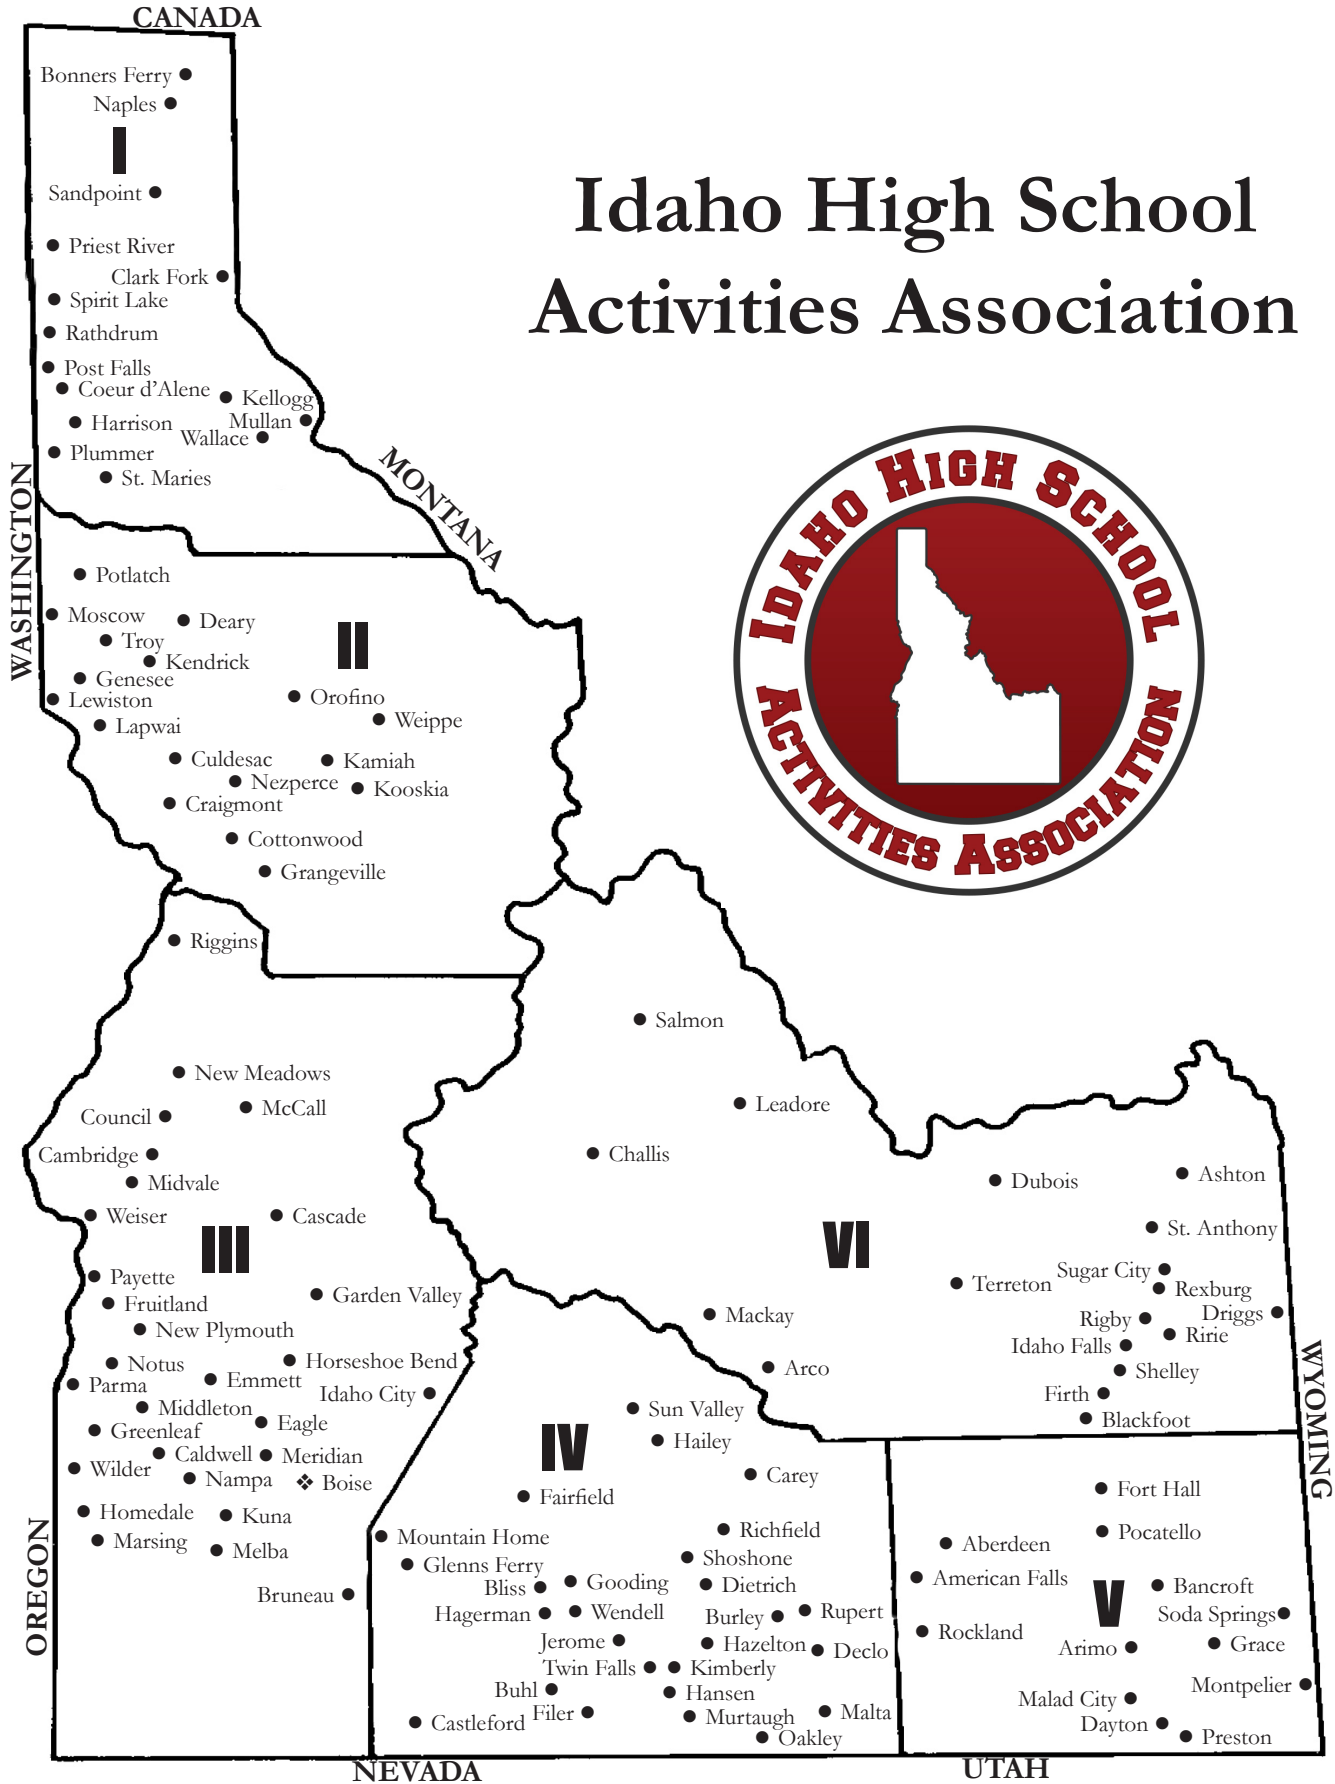 CANADA
Bonners Ferry
Naples
I
Sandpoint
Idaho High School
Activities Association
Priest River
Clark Fork
Spirit Lake
Rathdrum
Post Falls
Coeur d’Alene
Kellogg
Harrison
Mullan
Wallace
Plummer
St. Maries
MONTANA
WASHINGTON
IDAHO HIGH SCHOOL
ACTIVITIES ASSOCIATION
Potlatch
Moscow
Deary
Troy
II
Kendrick
Genesee
Lewiston
Orofino
Lapwai
Weippe
Culdesac
Kamiah
Nezperce
Kooskia
Craigmont
Cottonwood
Grangeville
Riggins
Salmon
New Meadows
McCall
Council
Leadore
Cambridge
Challis
Midvale
Dubois
Ashton
Weiser
Cascade
St. Anthony
III
VI
Payette
Sugar City
Terreton
Rexburg
Fruitland
Garden Valley
Driggs
Mackay
Rigby
New Plymouth
Ririe
Idaho Falls
Notus
Horseshoe Bend
Arco
Shelley
Parma
Emmett
Idaho City
Firth
Middleton
Sun Valley
Blackfoot
Eagle
Greenleaf
IV
Hailey
WYOMING
Caldwell
Meridian
Wilder
Nampa
Boise
Carey
Fairfield
Fort Hall
Homedale
Kuna
Richfield
Pocatello
Marsing
Melba
Mountain Home
Aberdeen
Glenns Ferry
Shoshone
Bliss
Gooding
Dietrich
American Falls
V
Bancroft
Bruneau
Hagerman
Wendell
Burley
Rupert
Soda Springs
OREGON
Jerome
Hazelton
Declo
Rockland
Arimo
Grace
Twin Falls
Kimberly
Buhl
Hansen
Montpelier
Castleford
Filer
Murtaugh
Malta
Malad City
Dayton
Oakley
Preston
NEVADA
UTAH